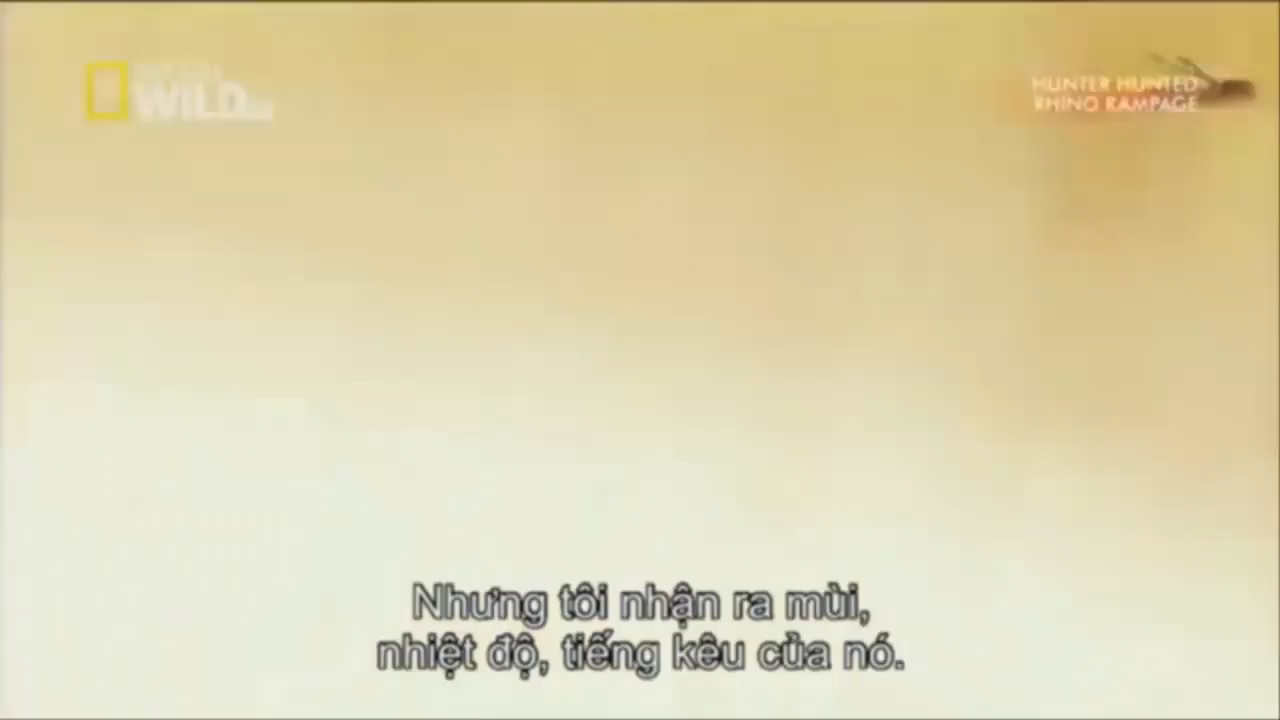 WILD
HUNTER HUNTED
RHINO RAMPAGE
Nhưng tôi nhận ra mùi,
nhiệt độ, tiếng kêu của nó.